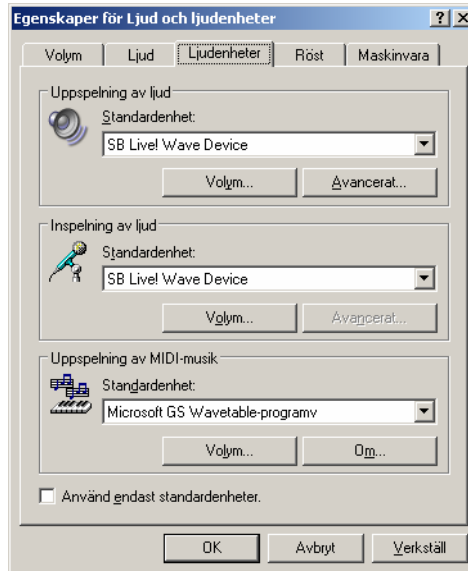 Egenskaper för Ljud och ljudenheter
Volym Ljud Ljudenheter Röst Maskinvara
Uppspelning av ljud
Standardenhet:
SB Live! Wave Device
Volym... Avancerat...
Inspelning av ljud
Standardenhet:
SB Live! Wave Device
Volym... Avancerat...
Uppspelning av MIDI-musik
Standardenhet:
Microsoft GS Wavetable-programv
Volym... Om...
Använd endast standardenheter.
OK Avbryt Verkställ